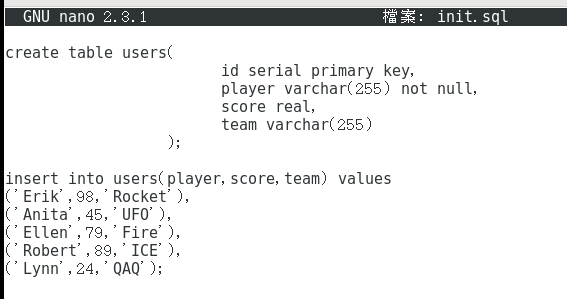 GNU nano 2.3.1 檔案: init.sql
create table users(
id serial primary key,
player varchar(255) not null,
score real,
team varchar(255)
);
insert into users(player,score,team) values
('Erik',98,'Rocket'),
('Anita',45,'UFO'),
('Ellen',79,'Fire'),
('Robert',89,'ICE'),
('Lynn',24,'QAQ');